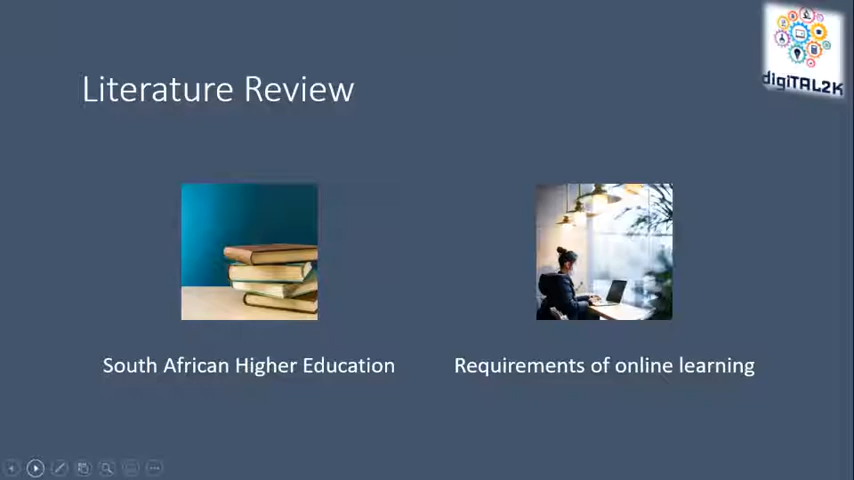 digiTAL2K
Literature Review
South African Higher Education
Requirements of online learning